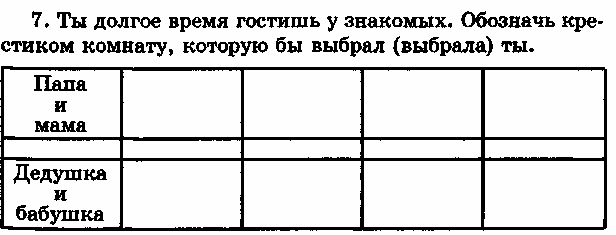 7. Ты долгое время гостишь у знакомых. Обозначь кре-
стиком комнату, которую бы выбрал (выбрала) ты.
Папа
и
мама
Дедушка
и
бабушка